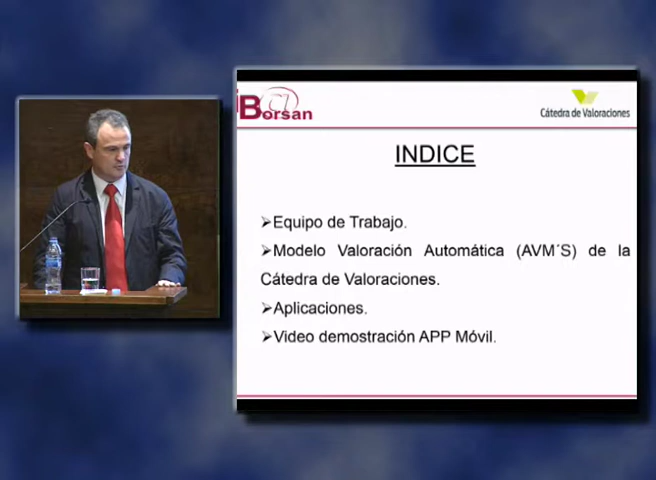 iBorsan
Cátedra de Valoraciones
INDICE
➢Equipo de Trabajo.
➢Modelo Valoración Automática (AVM´S) de la
Cátedra de Valoraciones.
➢Aplicaciones.
➢Video demostración APP Móvil.